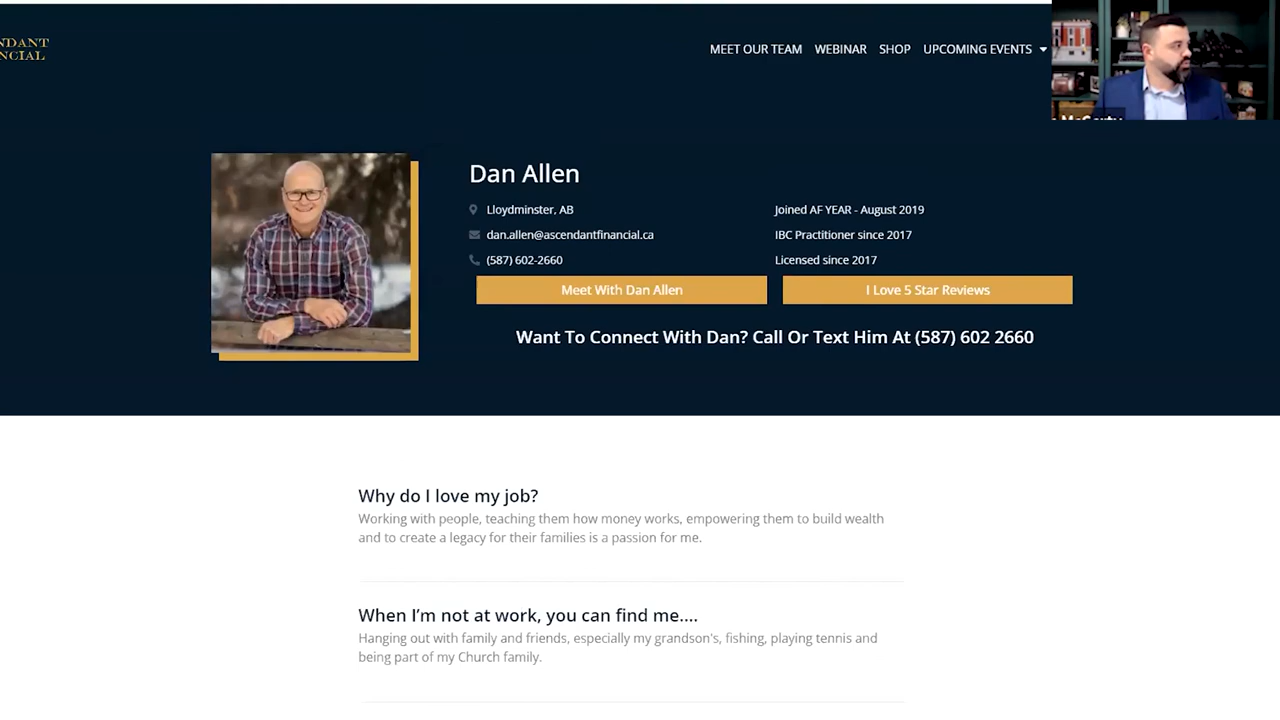 NDANT
NCIAL
MEET OUR TEAM WEBINAR SHOP UPCOMING EVENTS
McCarty
Dan Allen
Lloydminster, AB
Joined AF YEAR - August 2019
dan.allen@ascendantfinancial.ca
IBC Practitioner since 2017
(587) 602-2660
Licensed since 2017
Meet With Dan Allen
I Love 5 Star Reviews
Want To Connect With Dan? Call Or Text Him At (587) 602 2660
Why do I love my job?
Working with people, teaching them how money works, empowering them to build wealth
and to create a legacy for their families is a passion for me.
When I’m not at work, you can find me....
Hanging out with family and friends, especially my grandson's, fishing, playing tennis and
being part of my Church family.